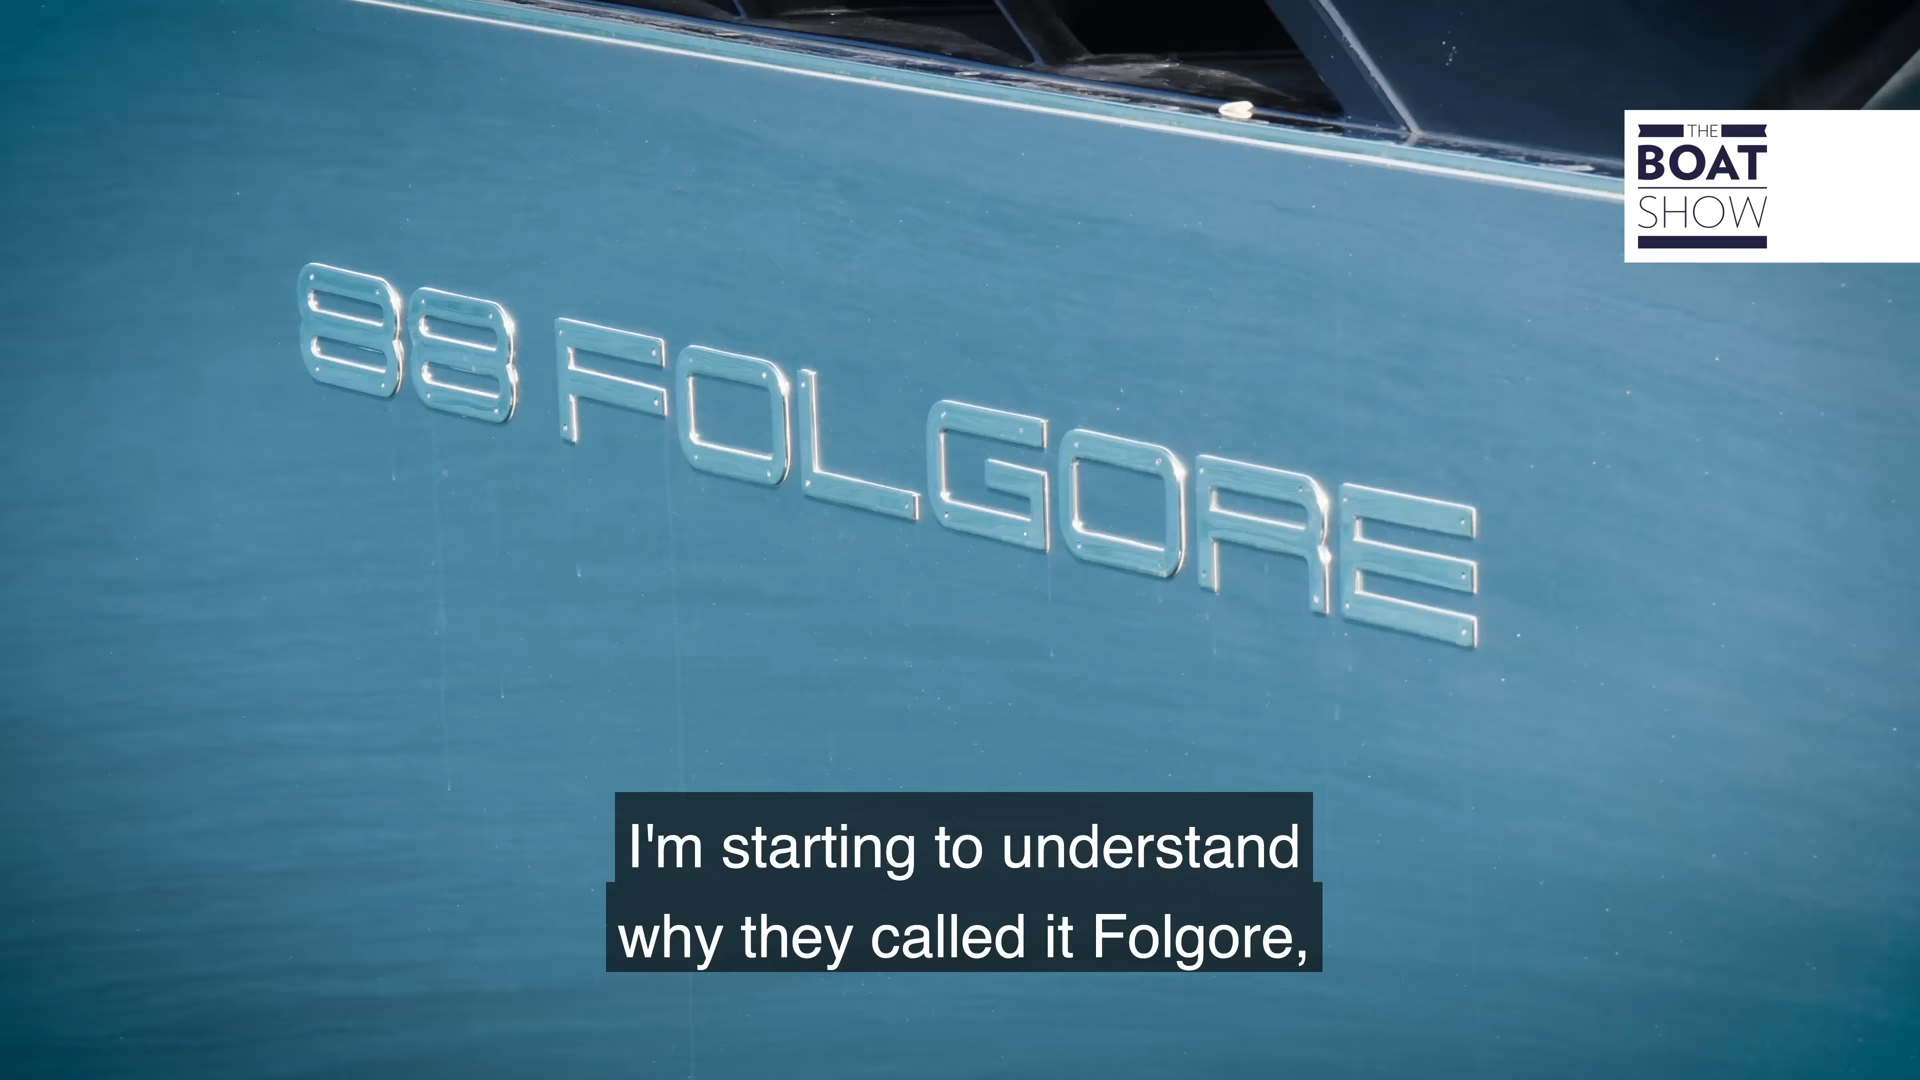 THE
BOAT
SHOW
88 FOLGORE
I'm starting to understand
why they called it Folgore,